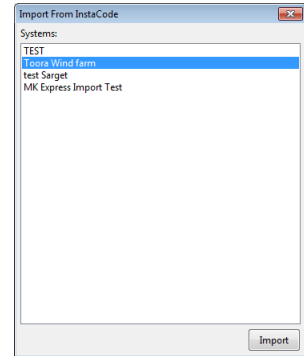 Import From InstaCode
Systems:
TEST
Toora Wind farm
test Sarget
MK Express Import Test
Import